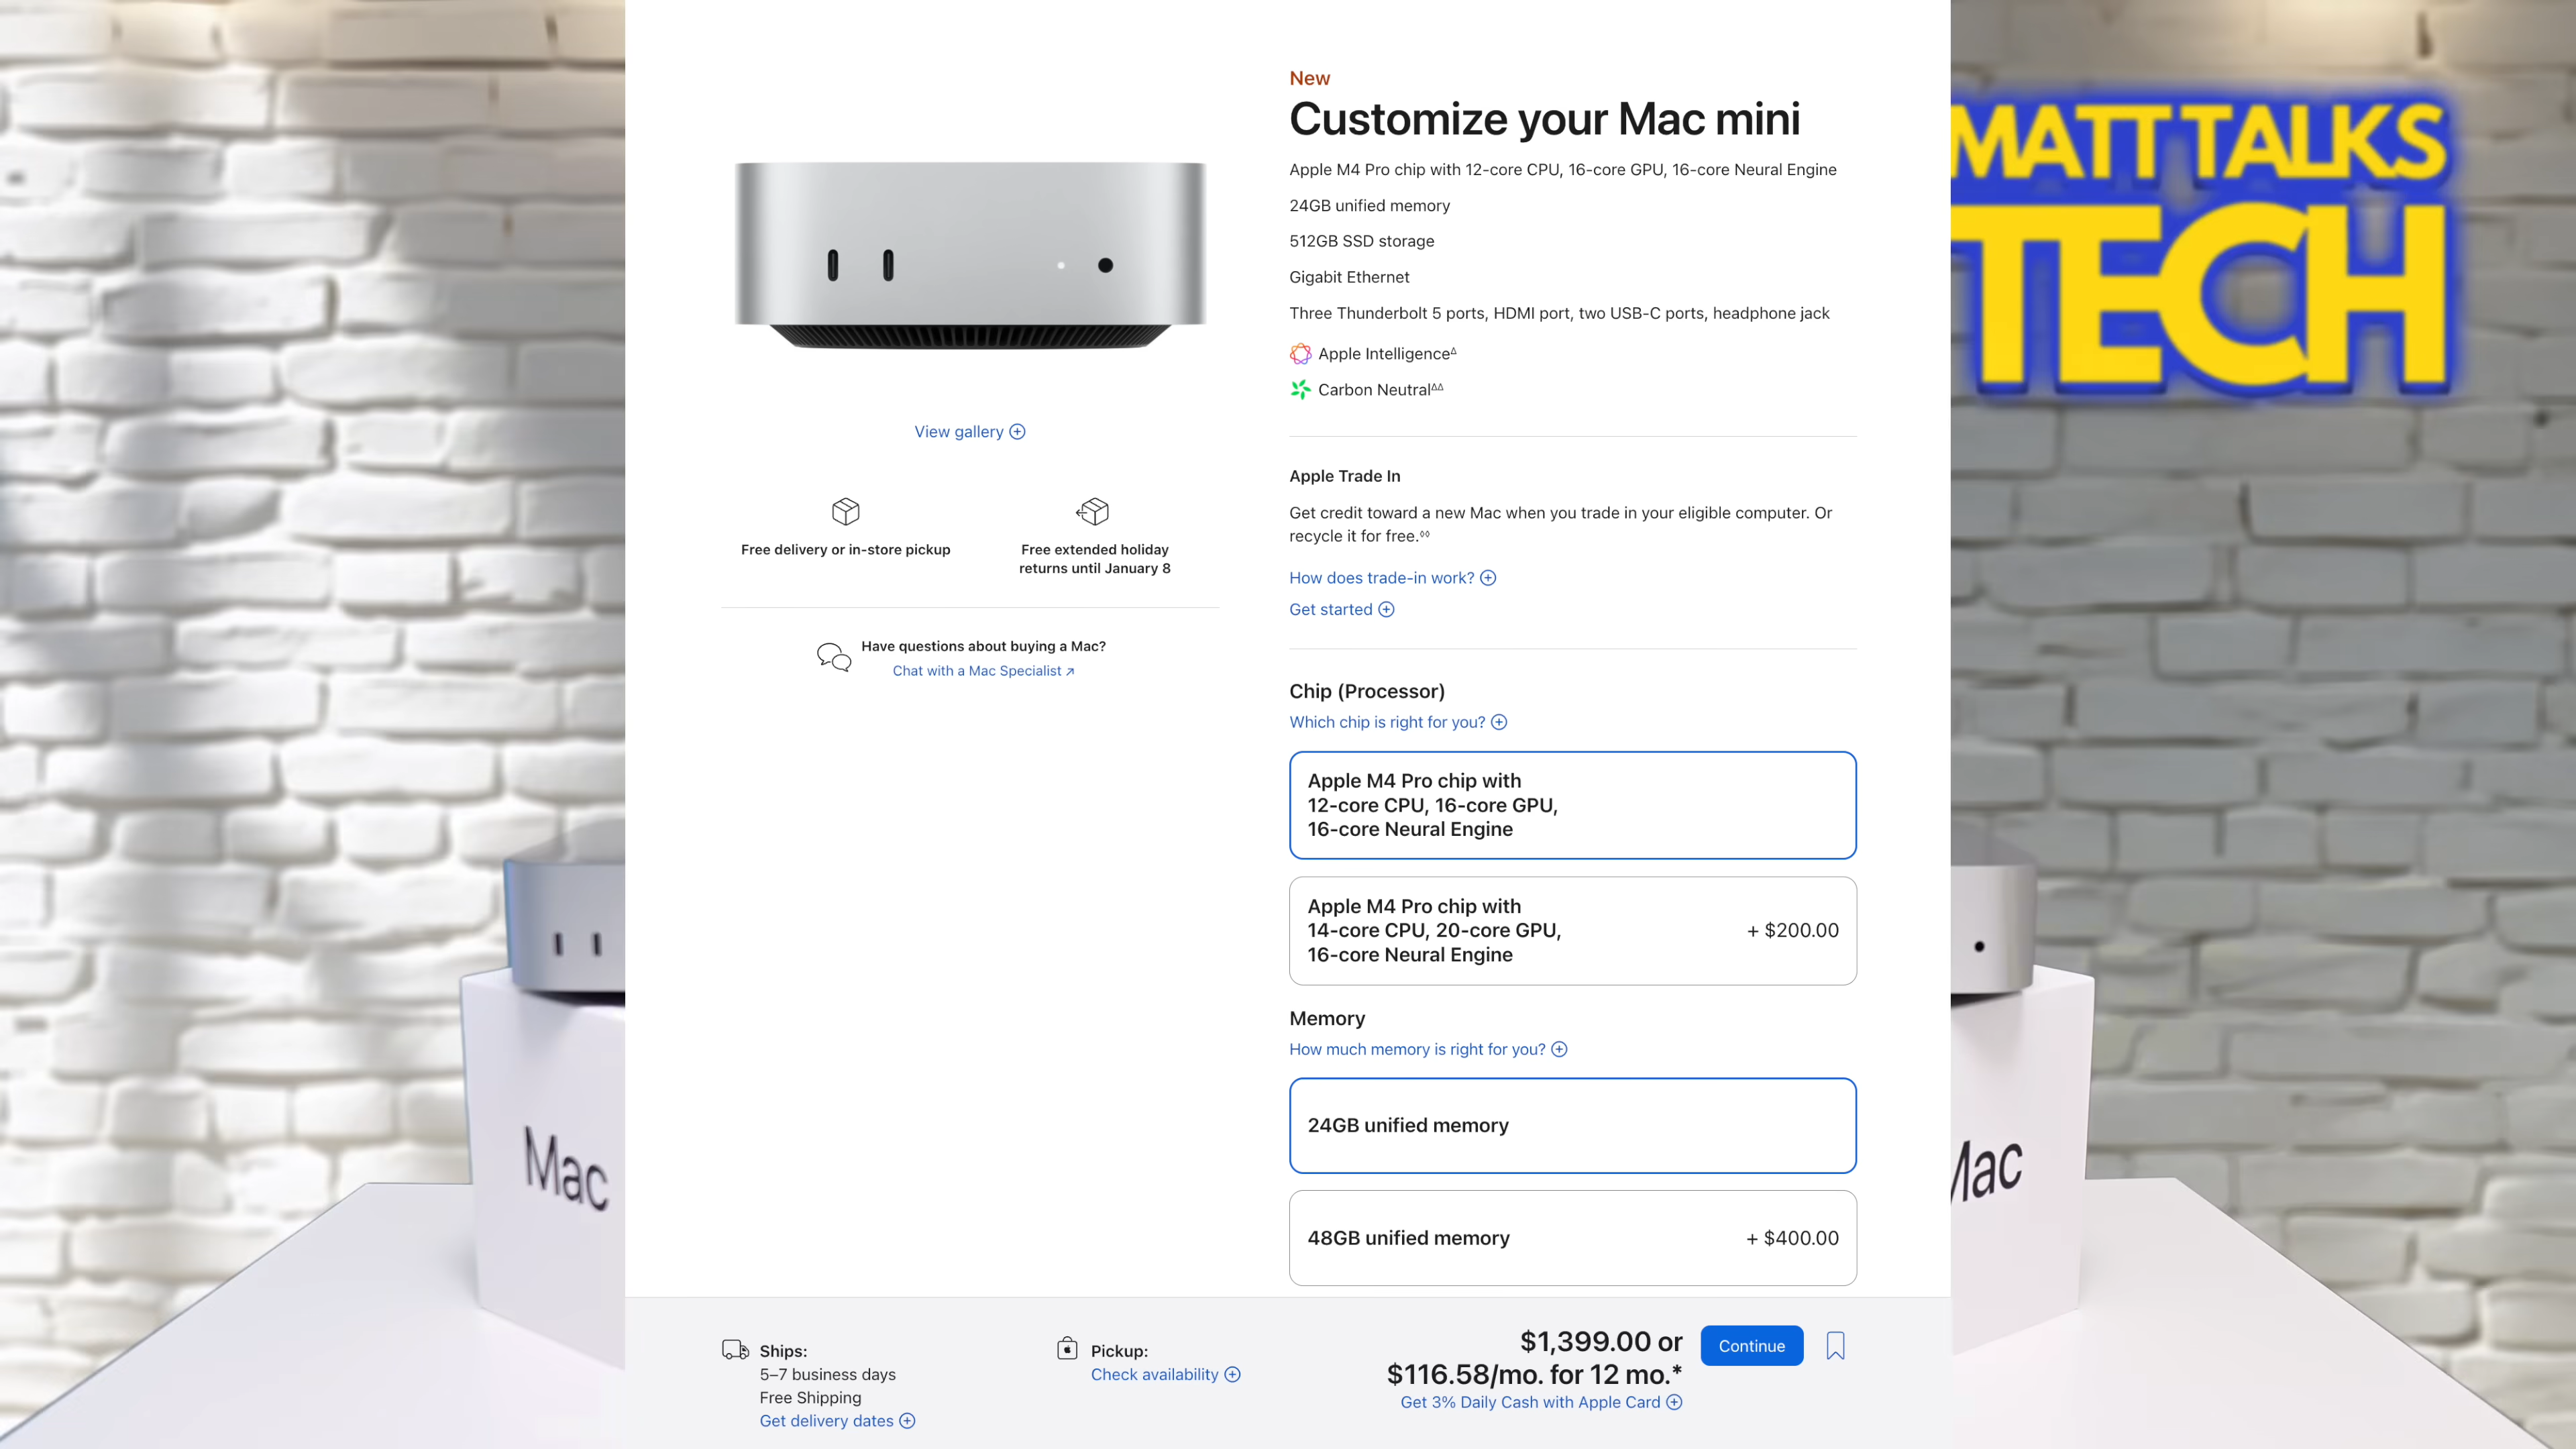 New
Customize your Mac mini
Apple M4 Pro chip with 12-core CPU, 16-core GPU, 16-core Neural Engine
24GB unified memory
512GB SSD storage
Gigabit Ethernet
Three Thunderbolt 5 ports, HDMI port, two USB-C ports, headphone jack
Apple Intelligence^Δ
Carbon Neutral^ΔΔ
MATT TALKS
TECH
View gallery
Free delivery or in-store pickup
Free extended holiday
returns until January 8
Have questions about buying a Mac?
Chat with a Mac Specialist ↗
Apple Trade In
Get credit toward a new Mac when you trade in your eligible computer. Or
recycle it for free.◊◊
How does trade-in work?
Get started
Chip (Processor)
Which chip is right for you?
Apple M4 Pro chip with
12-core CPU, 16-core GPU,
16-core Neural Engine
Apple M4 Pro chip with
14-core CPU, 20-core GPU,
16-core Neural Engine
+ $200.00
Memory
How much memory is right for you?
24GB unified memory
48GB unified memory
+ $400.00
Mac
Mac
Ships:
5–7 business days
Free Shipping
Get delivery dates
Pickup:
Check availability
$1,399.00 or
$116.58/mo. for 12 mo.*
Get 3% Daily Cash with Apple Card
Continue